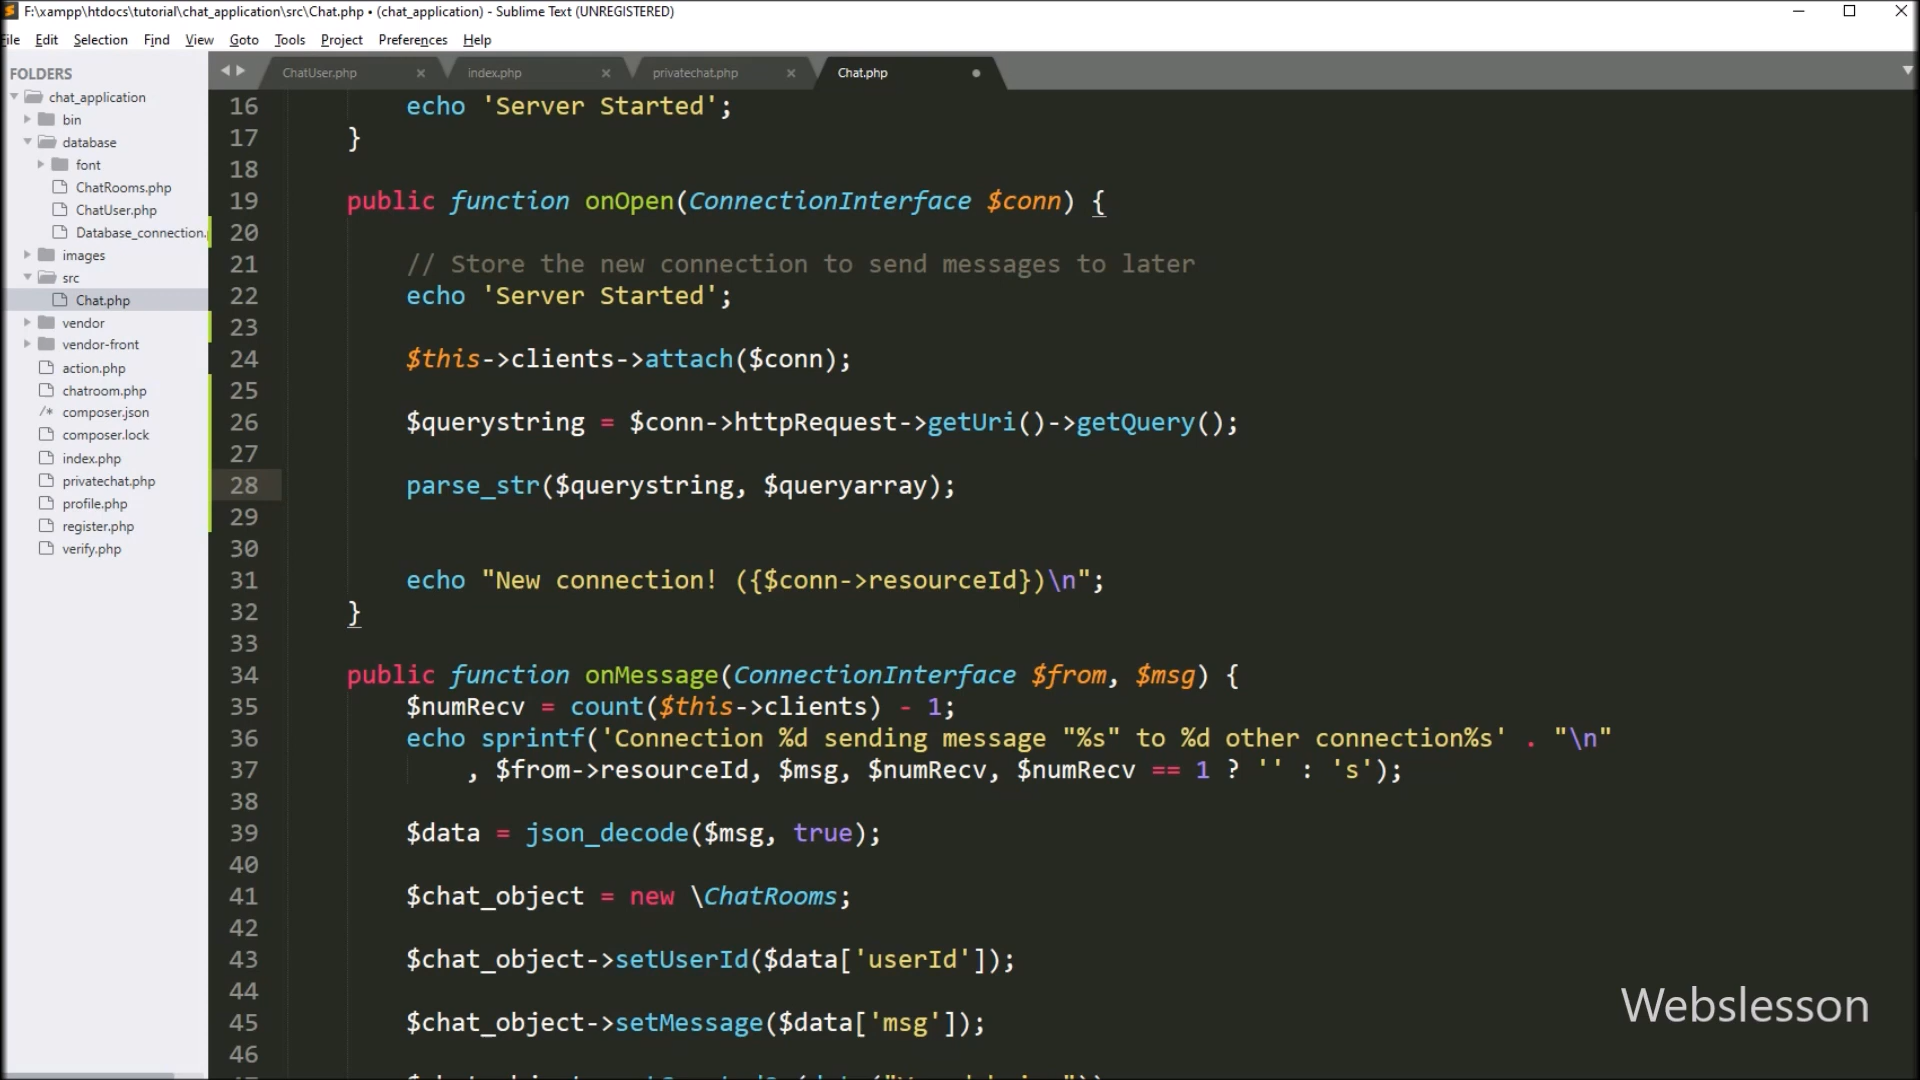 F:\xampp\htdocs\tutorial\chat_application\src\Chat.php • (chat_application) - Sublime Text (UNREGISTERED)
File Edit Selection Find View Goto Tools Project Preferences Help
FOLDERS
chat_application
bin
database
font
ChatRooms.php
ChatUser.php
Database_connection.
images
src
Chat.php
vendor
vendor-front
action.php
chatroom.php
/* composer.json
composer.lock
index.php
privatechat.php
profile.php
register.php
verify.php
ChatUser.php index.php privatechat.php Chat.php
16 echo 'Server Started';
17 }
18
19 public function onOpen(ConnectionInterface $conn) {
20
21 // Store the new connection to send messages to later
22 echo 'Server Started';
23
24 $this->clients->attach($conn);
25
26 $querystring = $conn->httpRequest->getUri()->getQuery();
27
28 parse_str($querystring, $queryarray);
29
30
31 echo "New connection! ({$conn->resourceId})\n";
32 }
33
34 public function onMessage(ConnectionInterface $from, $msg) {
35 $numRecv = count($this->clients) - 1;
36 echo sprintf('Connection %d sending message "%s" to %d other connection%s' . "\n"
37 , $from->resourceId, $msg, $numRecv, $numRecv == 1 ? '' : 's');
38
39 $data = json_decode($msg, true);
40
41 $chat_object = new \ChatRooms;
42
43 $chat_object->setUserId($data['userId']);
44
45 $chat_object->setMessage($data['msg']);
46
Webslesson